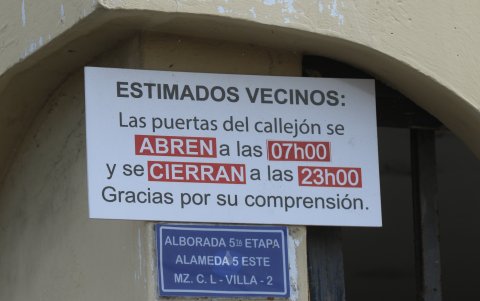 ESTIMADOS VECINOS:
Las puertas del callejón se
ABREN a las 07h00
y se CIERRAN a las 23h00
Gracias por su comprensión.
ALBORADA 5ta ETAPA
ALAMEDA 5 ESTE
MZ. C. L - VILLA - 2